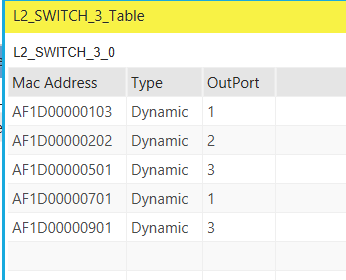 L2_SWITCH_3_Table
L2_SWITCH_3_0
Mac Address Type OutPort
AF1D00000103 Dynamic 1
AF1D00000202 Dynamic 2
AF1D00000501 Dynamic 3
AF1D00000701 Dynamic 1
AF1D00000901 Dynamic 3